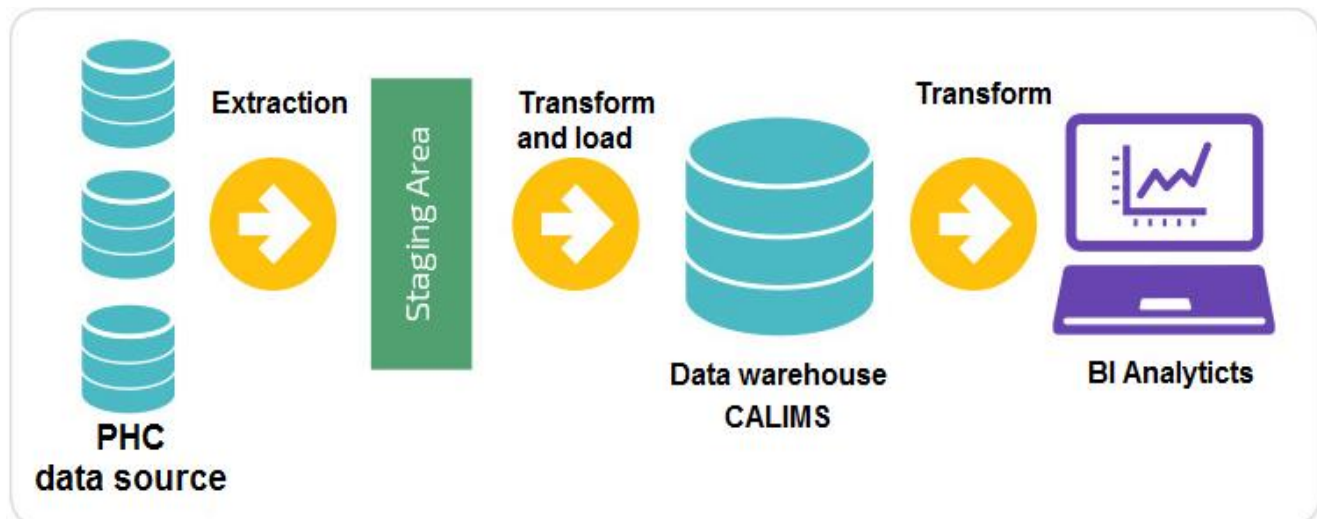 PHC
data source
Extraction
Staging Area
Transform
and load
Data warehouse
CALIMS
Transform
BI Analyticts